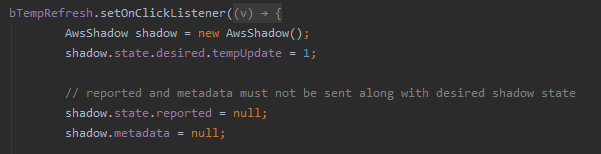 bTempRefresh.setOnClickListener((v) → {
AwsShadow shadow = new AwsShadow();
shadow.state.desired.tempUpdate = 1;
// reported and metadata must not be sent along with desired shadow state
shadow.state.reported = null;
shadow.metadata = null;